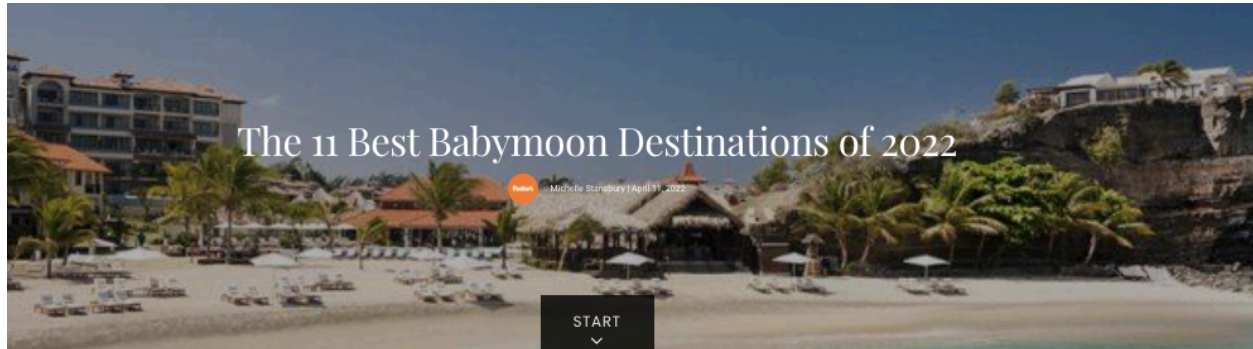 The 11 Best Babymoon Destinations of 2022
Michelle Stansbury | April 11, 2022
START